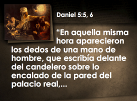 Daniel 5:5, 6
"En aquella misma
hora aparecieron
los dedos de una mano de
hombre, que escribía delante
del candelero sobre lo
encalado de la pared del
palacio real,...